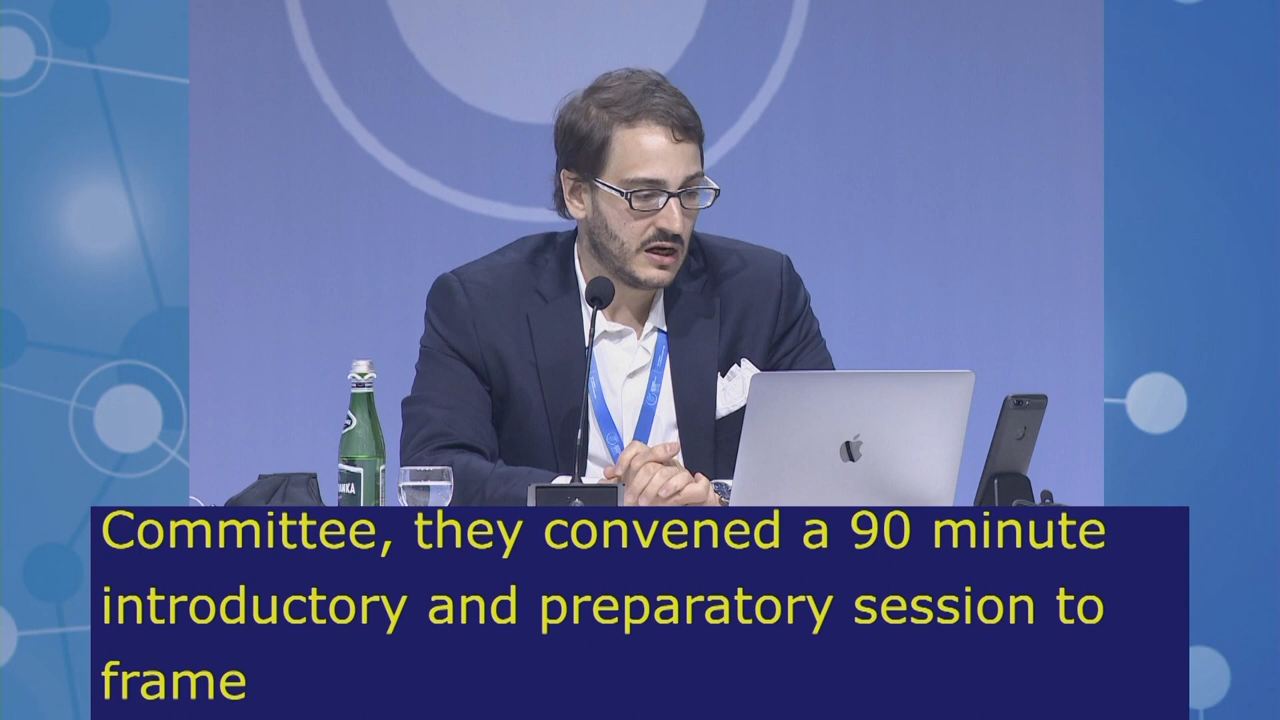 Committee, they convened a 90 minute
introductory and preparatory session to
frame